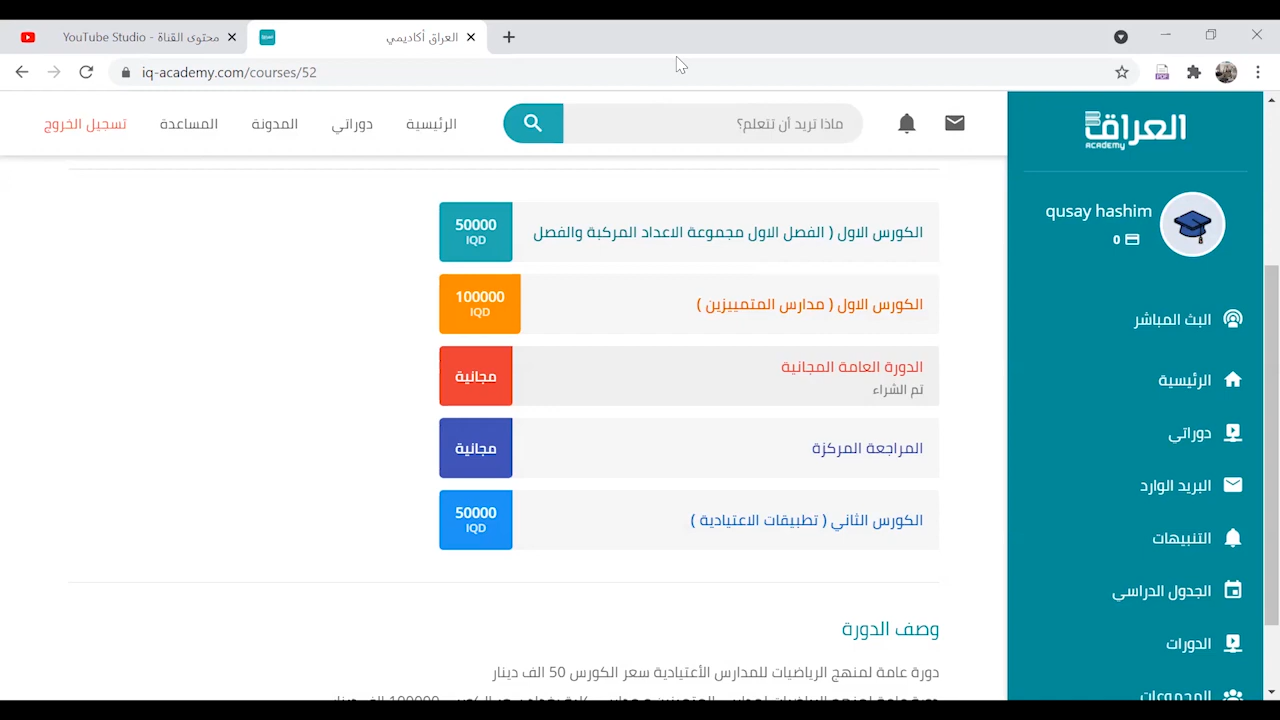 محتوى القناة - YouTube Studio
العراق أكاديمي
iq-academy.com/courses/52
العراق
ACADEMY
ماذا تريد أن تتعلم؟
الرئيسية
دوراتي
المدونة
المساعدة
تسجيل الخروج
qusay hashim
0
البث المباشر
الرئيسية
دوراتي
البريد الوارد
التنبيهات
الجدول الدراسي
الدورات
المجموعات
الكورس الاول ( الفصل الاول مجموعة الاعداد المركبة والفصل
50000
IQD
الكورس الاول ( مدارس المتمييزين )
100000
IQD
الدورة العامة المجانية
تم الشراء
مجانية
المراجعة المركزة
مجانية
الكورس الثاني ( تطبيقات الاعتيادية )
50000
IQD
وصف الدورة
دورة عامة لمنهج الرياضيات للمدارس الأعتيادية سعر الكورس 50 الف دينار